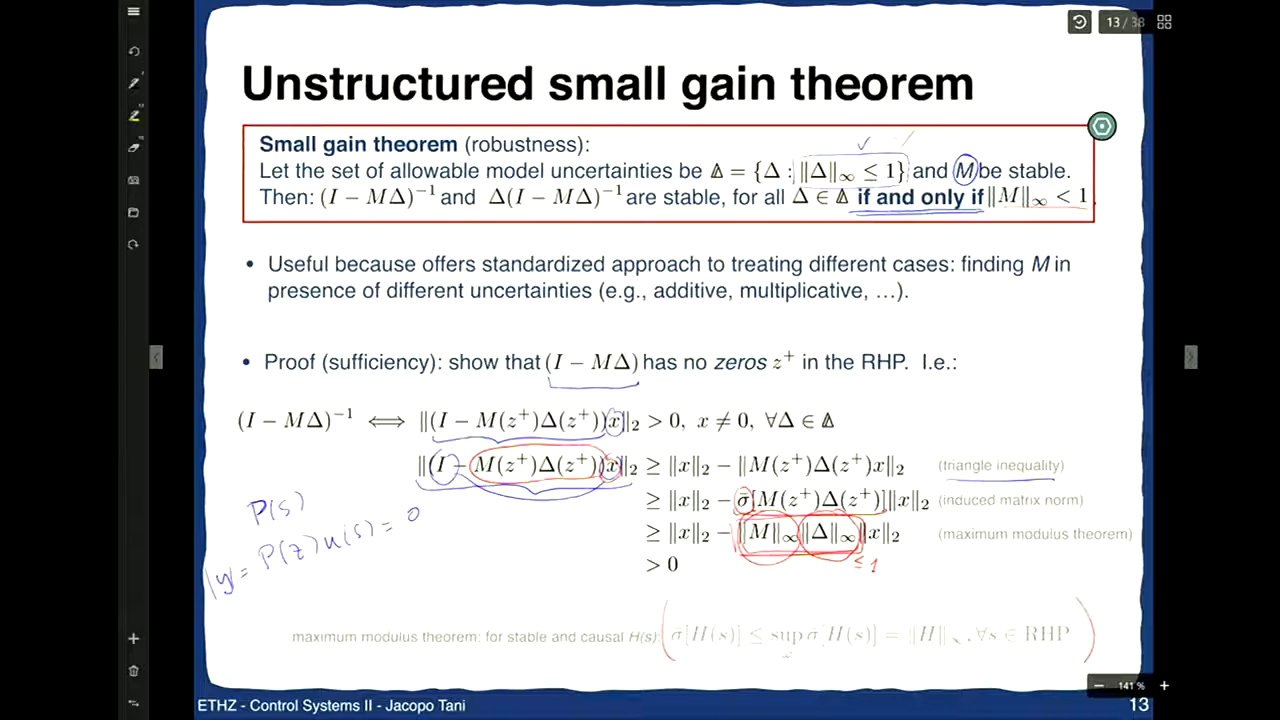 13 / 38
Unstructured small gain theorem
Small gain theorem (robustness):
Let the set of allowable model uncertainties be 𝚫 = {Δ : ‖Δ‖∞ ≤ 1} and M be stable.
Then: (I − MΔ)⁻¹ and Δ(I − MΔ)⁻¹ are stable, for all Δ ∈ 𝚫 if and only if ‖M‖∞ < 1
• Useful because offers standardized approach to treating different cases: finding M in
presence of different uncertainties (e.g., additive, multiplicative, …).
• Proof (sufficiency): show that (I − MΔ) has no zeros z⁺ in the RHP. I.e.:
(I − MΔ)⁻¹ ⟺ ‖(I − M(z⁺)Δ(z⁺))x‖₂ > 0, x ≠ 0, ∀Δ ∈ 𝚫
‖(I − M(z⁺)Δ(z⁺))x‖₂ ≥ ‖x‖₂ − ‖M(z⁺)Δ(z⁺)x‖₂ (triangle inequality)
≥ ‖x‖₂ − σ̄[M(z⁺)Δ(z⁺)]‖x‖₂ (induced matrix norm)
P(s)
≥ ‖x‖₂ − ‖M‖∞‖Δ‖∞‖x‖₂ (maximum modulus theorem)
y = P(z)u(s) = 0
> 0 ≤ 1
maximum modulus theorem: for stable and causal H(s): σ̄[H(s)] ≤ sup σ̄[H(s)] = ‖H‖∞, ∀s ∈ RHP
141 %
ETHZ - Control Systems II - Jacopo Tani 13